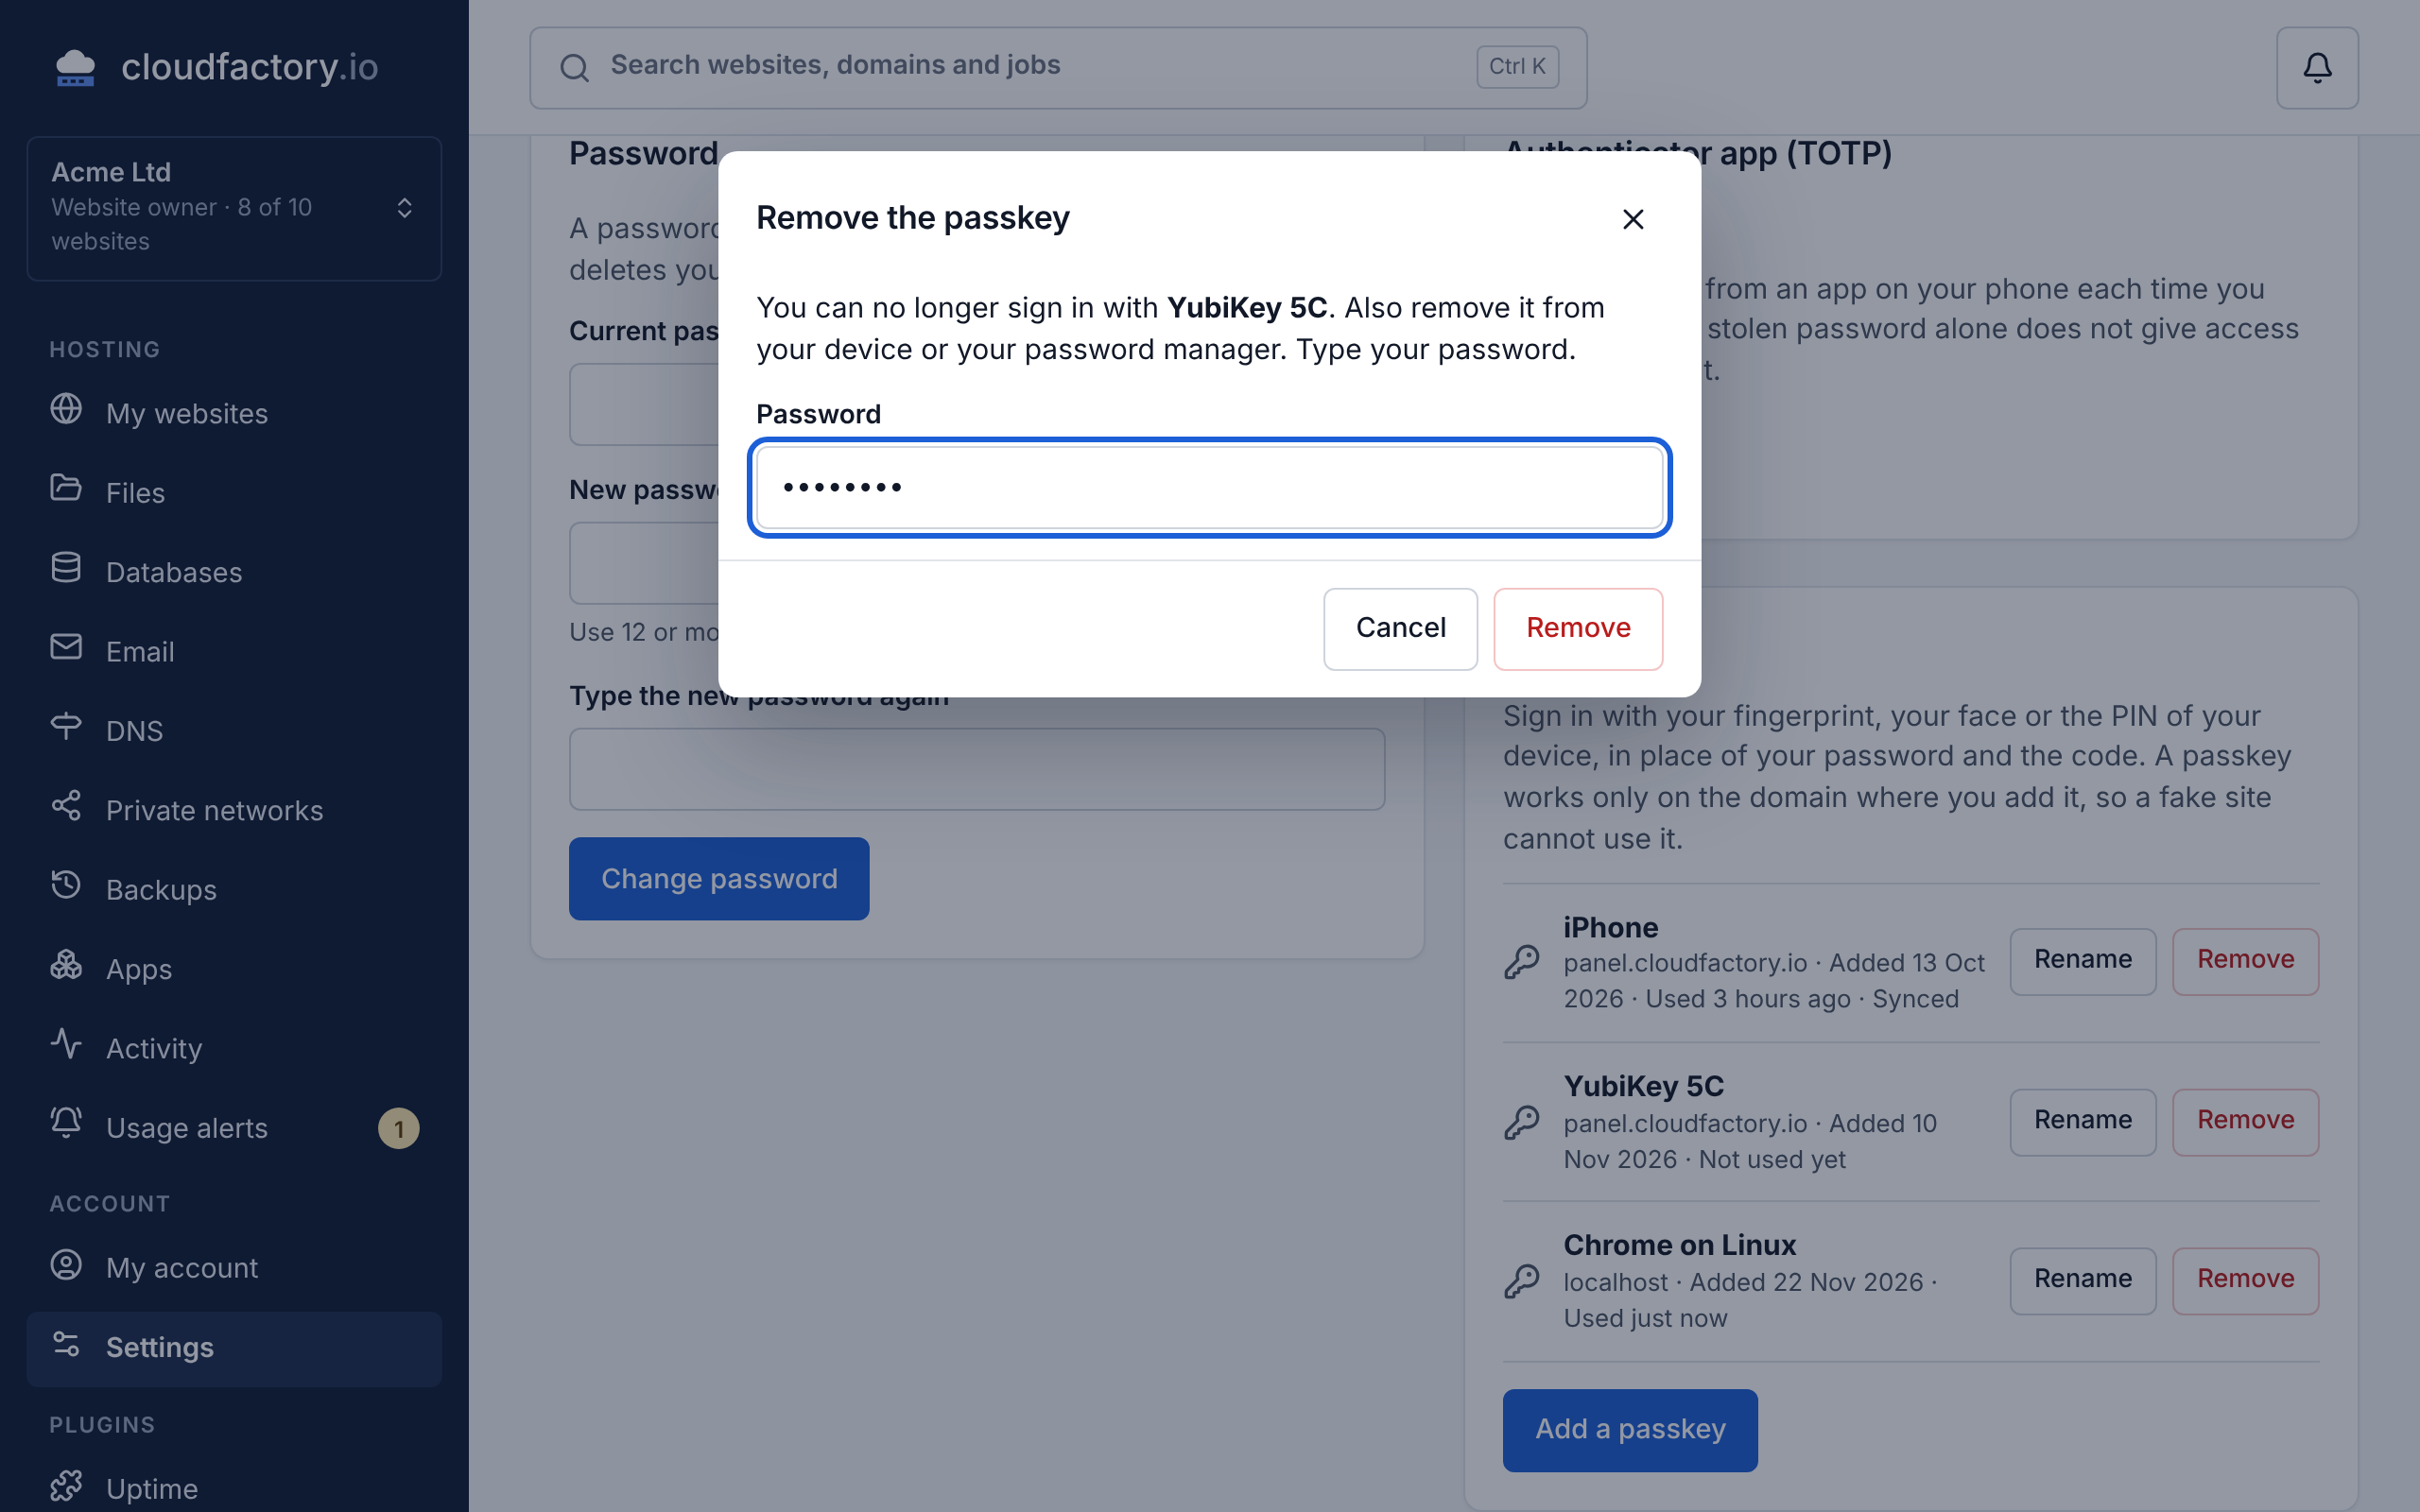 cloudfactory.io
Acme Ltd
Website owner · 8 of 10
websites
HOSTING
My websites
Files
Databases
Email
DNS
Private networks
Backups
Apps
Activity
Usage alerts
1
ACCOUNT
My account
Settings
PLUGINS
Uptime
Search websites, domains and jobs
Ctrl K
Password
A password
deletes you
Current pas
New passw
Use 12 or mo
Type the new password again
Change password
Remove the passkey
You can no longer sign in with YubiKey 5C. Also remove it from
your device or your password manager. Type your password.
Password
••••••••
Cancel
Remove
Authenticator app (TOTP)
from an app on your phone each time you
stolen password alone does not give access
t.
Sign in with your fingerprint, your face or the PIN of your
device, in place of your password and the code. A passkey
works only on the domain where you add it, so a fake site
cannot use it.
iPhone
panel.cloudfactory.io · Added 13 Oct
2026 · Used 3 hours ago · Synced
Rename
Remove
YubiKey 5C
panel.cloudfactory.io · Added 10
Nov 2026 · Not used yet
Rename
Remove
Chrome on Linux
localhost · Added 22 Nov 2026 ·
Used just now
Rename
Remove
Add a passkey